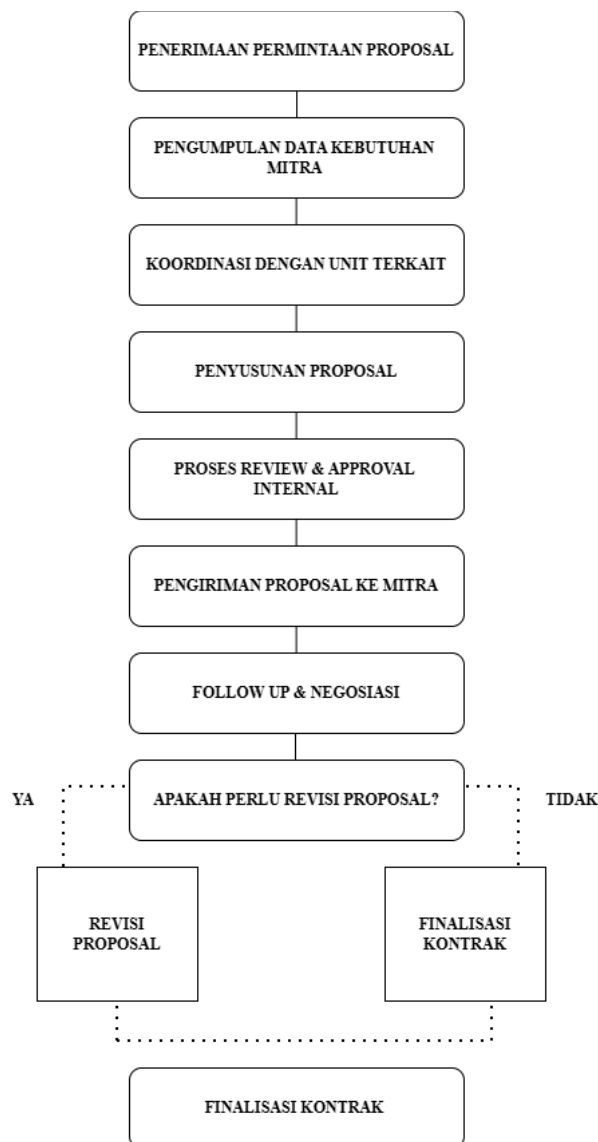 PENERIMAAN PERMINTAAN PROPOSAL
PENGUMPULAN DATA KEBUTUHAN
MITRA
KOORDINASI DENGAN UNIT TERKAIT
PENYUSUNAN PROPOSAL
PROSES REVIEW & APPROVAL
INTERNAL
PENGIRIMAN PROPOSAL KE MITRA
FOLLOW UP & NEGOSIASI
YA
APAKAH PERLU REVISI PROPOSAL?
TIDAK
REVISI
PROPOSAL
FINALISASI
KONTRAK
FINALISASI KONTRAK